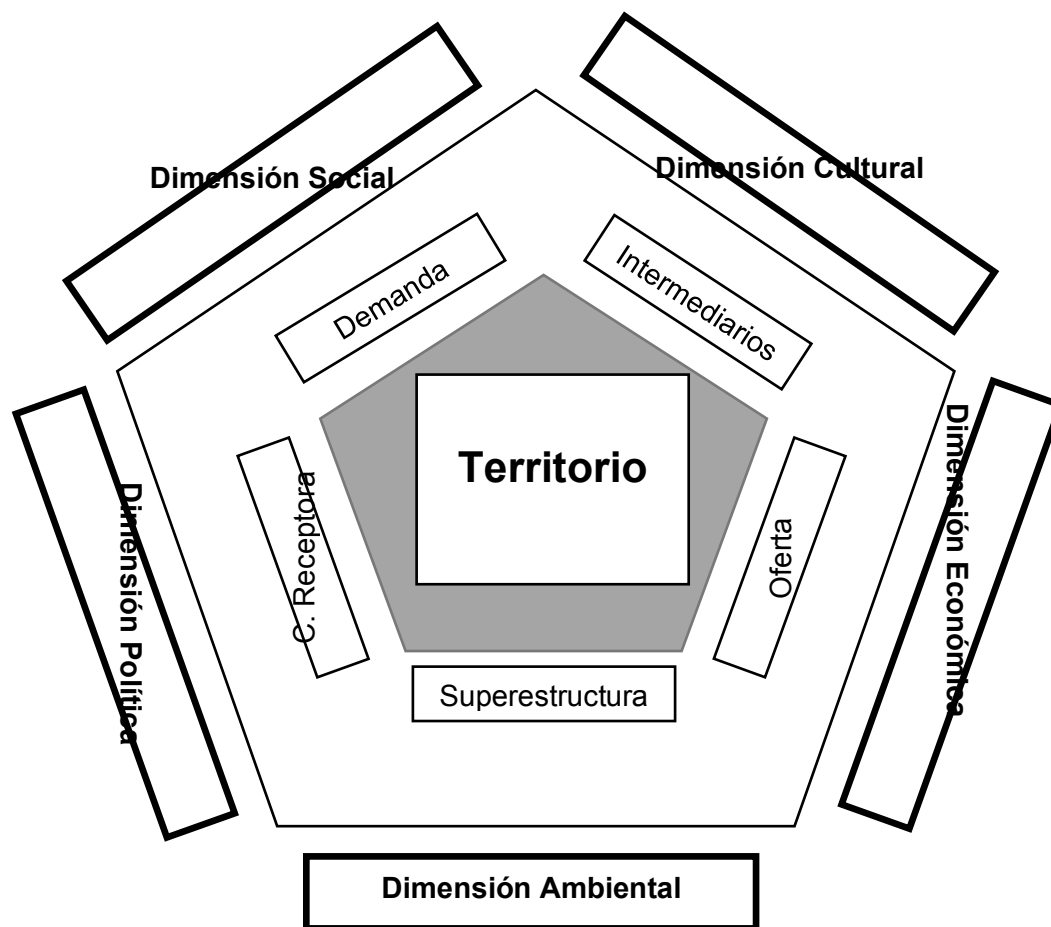 Dimensión Social
Dimensión Cultural
Demanda
Intermediarios
Territorio
Dimensión Política
C. Receptora
Oferta
Dimensión Económica
Superestructura
Dimensión Ambiental